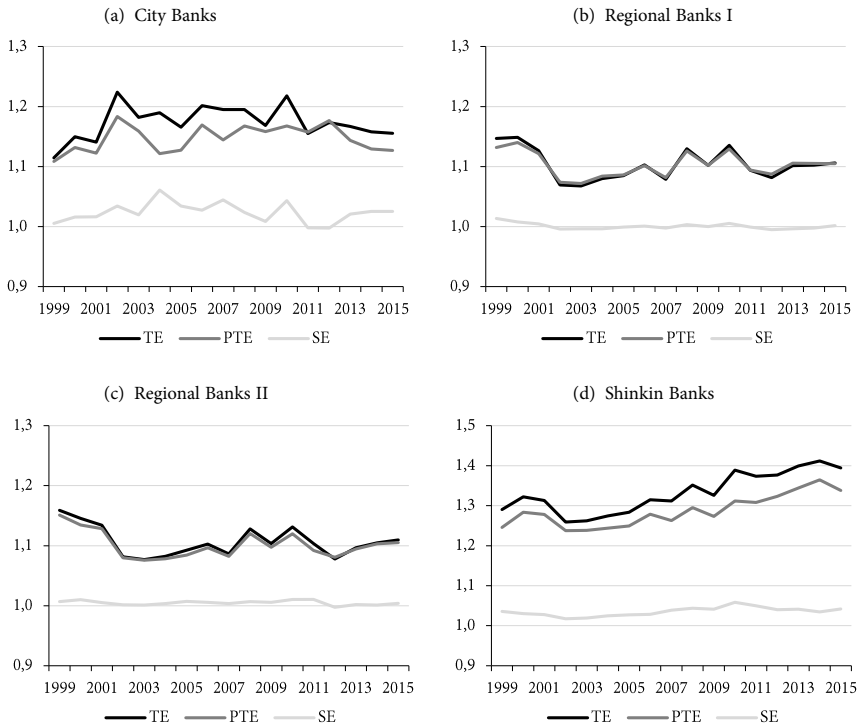 (a) City Banks
1,3
1,2
1,1
1,0
0,9
1999 2001 2003 2005 2007 2009 2011 2013 2015
TE PTE SE
(b) Regional Banks I
1,3
1,2
1,1
1,0
0,9
1999 2001 2003 2005 2007 2009 2011 2013 2015
TE PTE SE
(c) Regional Banks II
1,3
1,2
1,1
1,0
0,9
1999 2001 2003 2005 2007 2009 2011 2013 2015
TE PTE SE
(d) Shinkin Banks
1,5
1,4
1,3
1,2
1,1
1,0
0,9
1999 2001 2003 2005 2007 2009 2011 2013 2015
TE PTE SE